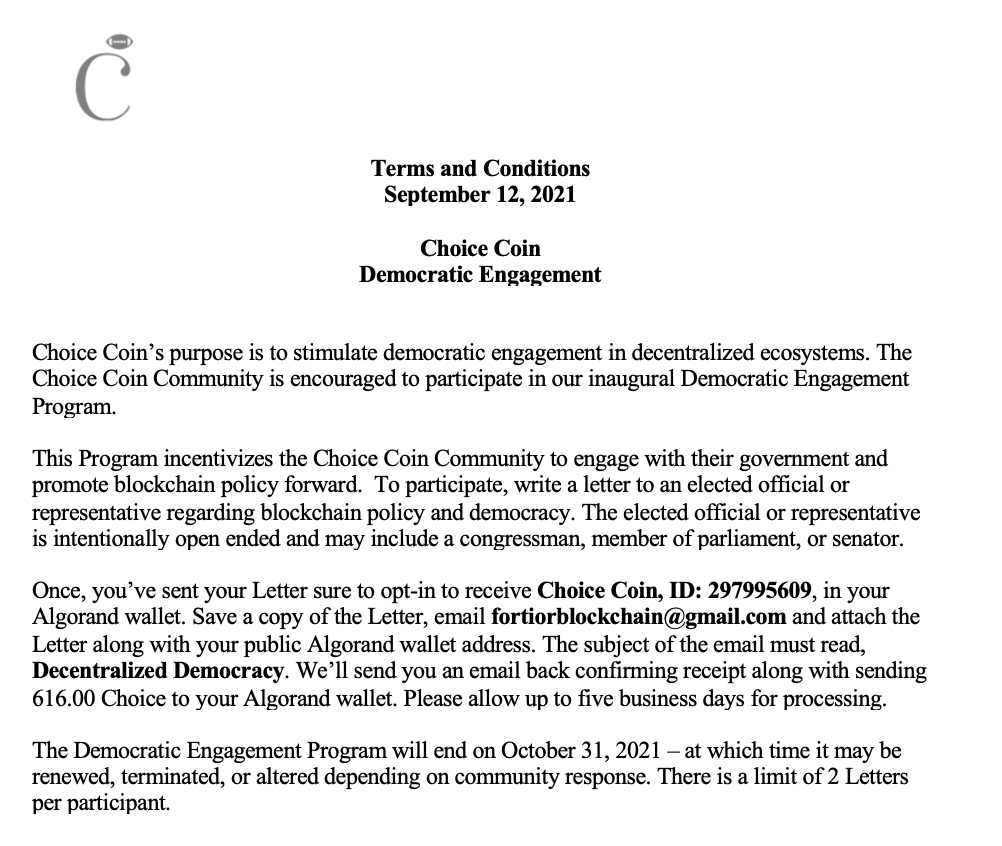 C
Terms and Conditions
September 12, 2021
Choice Coin
Democratic Engagement
Choice Coin’s purpose is to stimulate democratic engagement in decentralized ecosystems. The
Choice Coin Community is encouraged to participate in our inaugural Democratic Engagement
Program.
This Program incentivizes the Choice Coin Community to engage with their government and
promote blockchain policy forward.  To participate, write a letter to an elected official or
representative regarding blockchain policy and democracy. The elected official or representative
is intentionally open ended and may include a congressman, member of parliament, or senator.
Once, you’ve sent your Letter sure to opt-in to receive Choice Coin, ID: 297995609, in your
Algorand wallet. Save a copy of the Letter, email fortiorblockchain@gmail.com and attach the
Letter along with your public Algorand wallet address. The subject of the email must read,
Decentralized Democracy. We’ll send you an email back confirming receipt along with sending
616.00 Choice to your Algorand wallet. Please allow up to five business days for processing.
The Democratic Engagement Program will end on October 31, 2021 – at which time it may be
renewed, terminated, or altered depending on community response. There is a limit of 2 Letters
per participant.